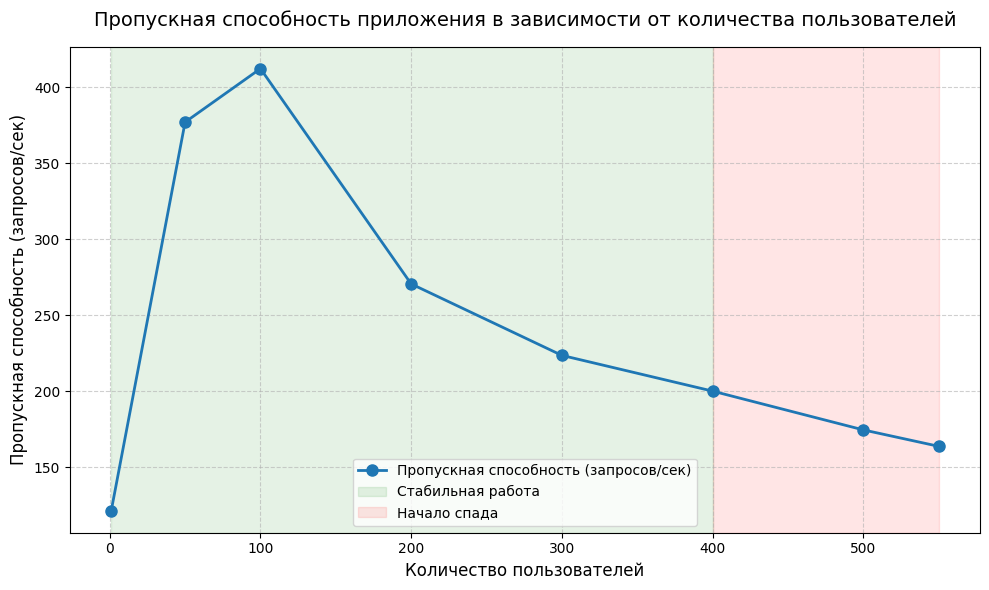 Пропускная способность приложения в зависимости от количества пользователей
Пропускная способность (запросов/сек)
400
350
300
250
200
150
Пропускная способность (запросов/сек)
Стабильная работа
Начало спада
0 100 200 300 400 500
Количество пользователей